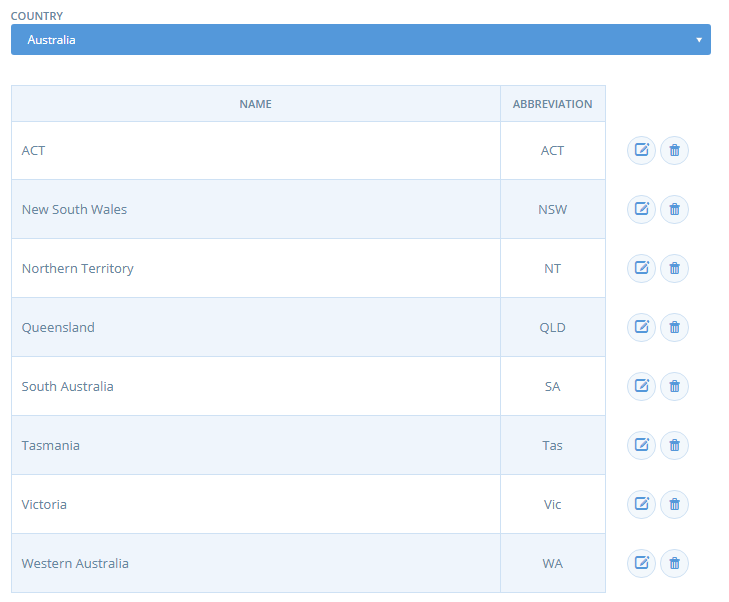 COUNTRY
Australia
NAME ABBREVIATION
ACT ACT
New South Wales NSW
Northern Territory NT
Queensland QLD
South Australia SA
Tasmania Tas
Victoria Vic
Western Australia WA